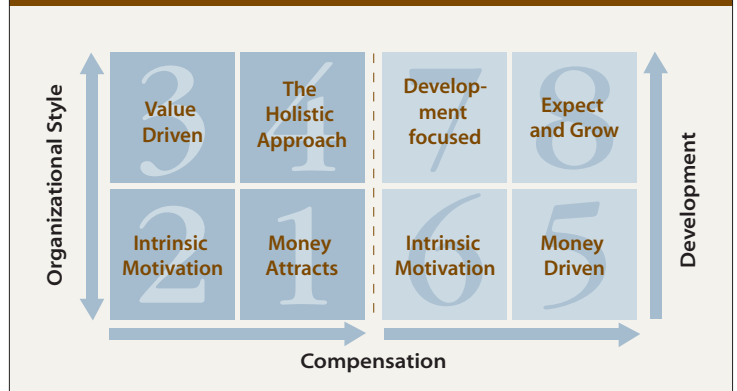 Organizational Style
3
Value
Driven
4
The
Holistic
Approach
7
Develop-
ment
focused
8
Expect
and Grow
2
Intrinsic
Motivation
1
Money
Attracts
6
Intrinsic
Motivation
5
Money
Driven
Development
Compensation